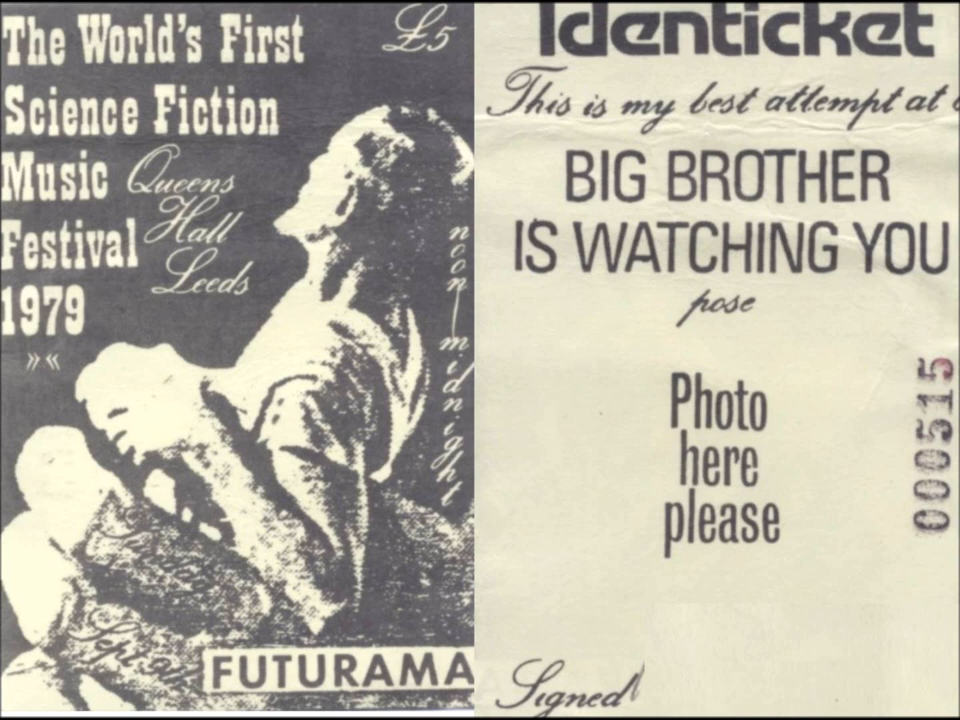 The World's First
£5
Science Fiction
Music
Festival
1979
»«
Queens
Hall
Leeds
noon/midnight
Sept.
FUTURAMA
Identicket
This is my best attempt at
BIG BROTHER
IS WATCHING YOU
pose
Photo
here
please
000515
Signed